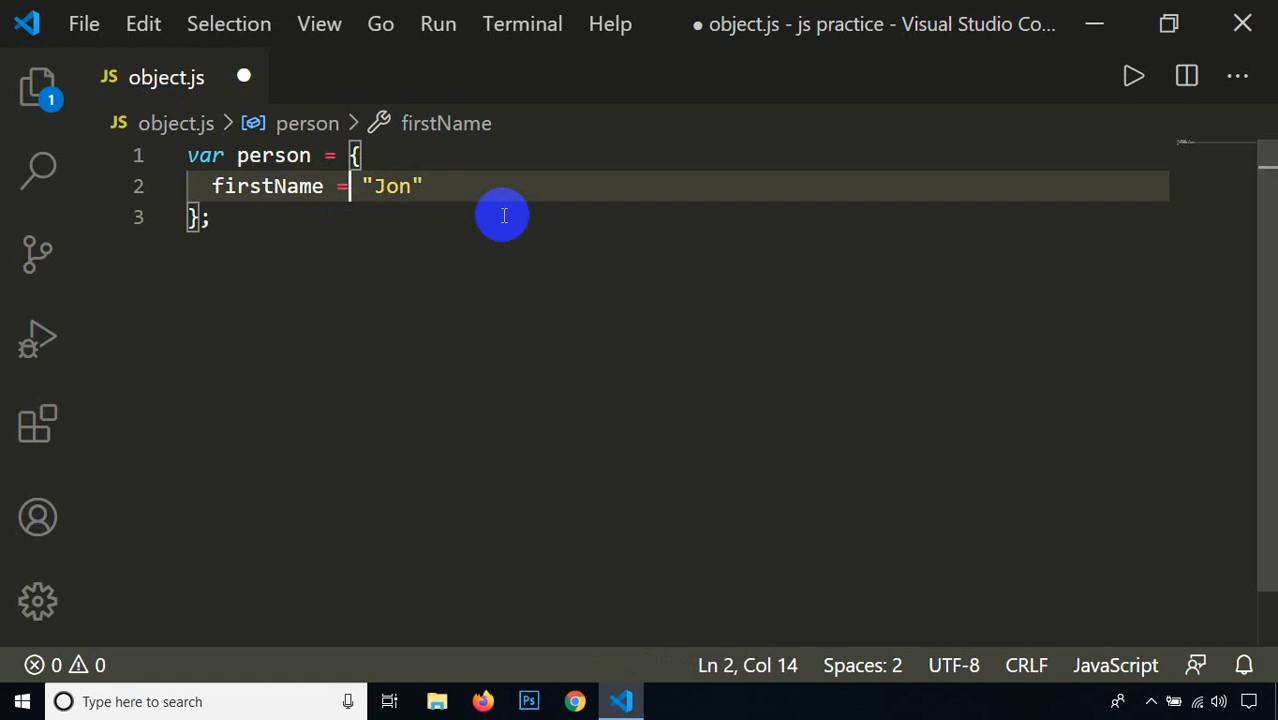 File Edit Selection View Go Run Terminal Help ● object.js - js practice - Visual Studio Co...
JS object.js
1
JS object.js > person > firstName
1 var person = {
2 firstName = "Jon"
3 };
0 0 Ln 2, Col 14 Spaces: 2 UTF-8 CRLF JavaScript
Type here to search Ps